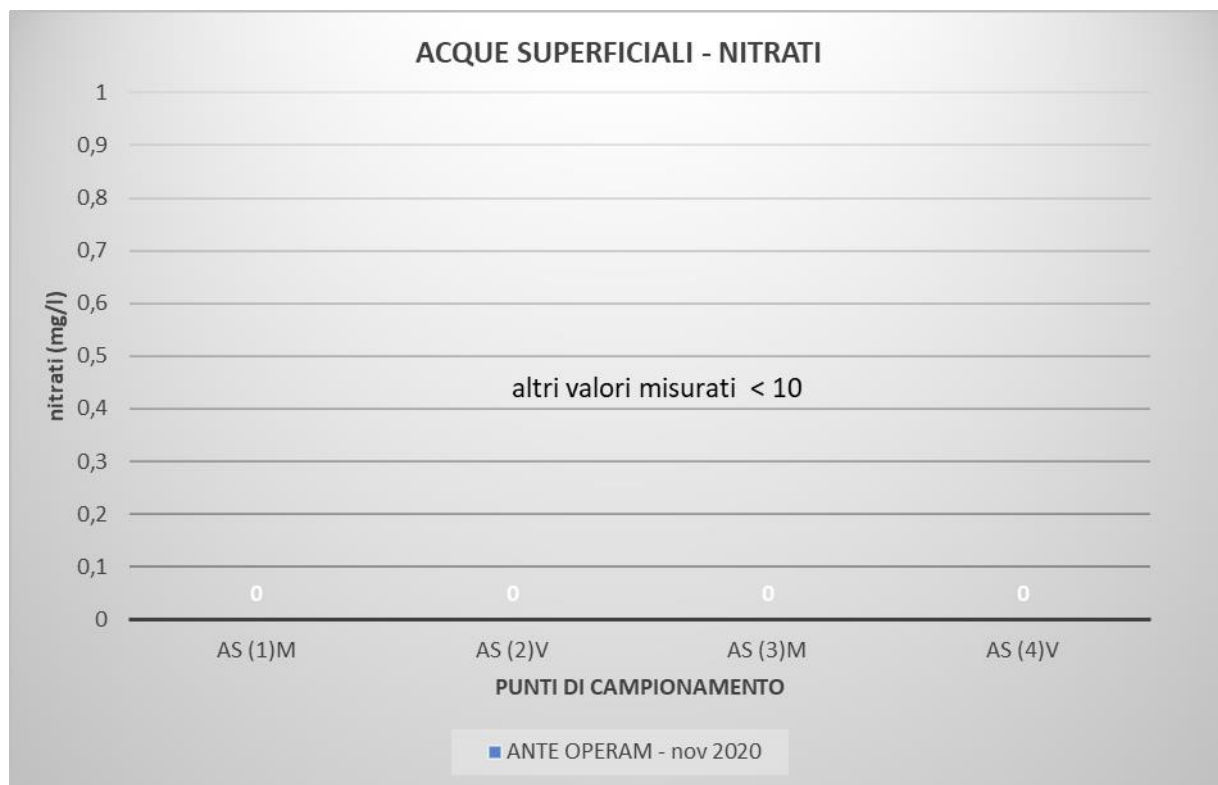 ACQUE SUPERFICIALI - NITRATI
1
0,9
0,8
0,7
0,6
0,5
0,4
0,3
0,2
0,1
0
nitrati (mg/l)
altri valori misurati < 10
0 0 0 0
AS (1)M AS (2)V AS (3)M AS (4)V
PUNTI DI CAMPIONAMENTO
ANTE OPERAM - nov 2020